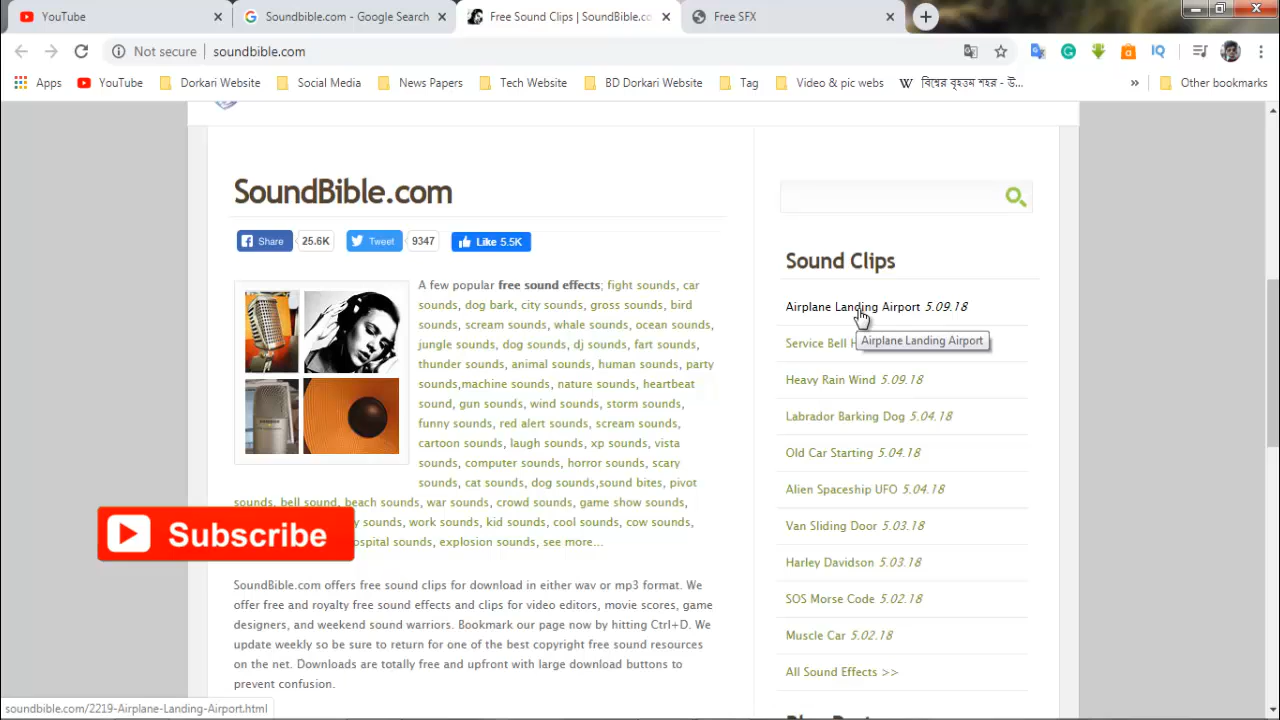 YouTube
Soundbible.com - Google Search
Free Sound Clips | SoundBible.co
Free SFX
Not secure | soundbible.com
Apps YouTube Dorkari Website Social Media News Papers Tech Website BD Dorkari Website Tag Video & pic webs বিশ্বের বৃহত্তম শহর - উ... » Other bookmarks
SoundBible.com
Share 25.6K Tweet 9347 Like 5.5K
A few popular free sound effects; fight sounds, car
sounds, dog bark, city sounds, gross sounds, bird
sounds, scream sounds, whale sounds, ocean sounds,
jungle sounds, dog sounds, dj sounds, fart sounds,
thunder sounds, animal sounds, human sounds, party
sounds,machine sounds, nature sounds, heartbeat
sound, gun sounds, wind sounds, storm sounds,
funny sounds, red alert sounds, scream sounds,
cartoon sounds, laugh sounds, xp sounds, vista
sounds, computer sounds, horror sounds, scary
sounds, cat sounds, dog sounds,sound bites, pivot
sounds, bell sound, beach sounds, war sounds, crowd sounds, game show sounds,
sounds, work sounds, kid sounds, cool sounds, cow sounds,
sounds, explosion sounds, see more...
Subscribe
SoundBible.com offers free sound clips for download in either wav or mp3 format. We
offer free and royalty free sound effects and clips for video editors, movie scores, game
designers, and weekend sound warriors. Bookmark our page now by hitting Ctrl+D. We
update weekly so be sure to return for one of the best copyright free sound resources
on the net. Downloads are totally free and upfront with large download buttons to
prevent confusion.
Sound Clips
Airplane Landing Airport 5.09.18
Airplane Landing Airport
Service Bell
Heavy Rain Wind 5.09.18
Labrador Barking Dog 5.04.18
Old Car Starting 5.04.18
Alien Spaceship UFO 5.04.18
Van Sliding Door 5.03.18
Harley Davidson 5.03.18
SOS Morse Code 5.02.18
Muscle Car 5.02.18
All Sound Effects >>
soundbible.com/2219-Airplane-Landing-Airport.html